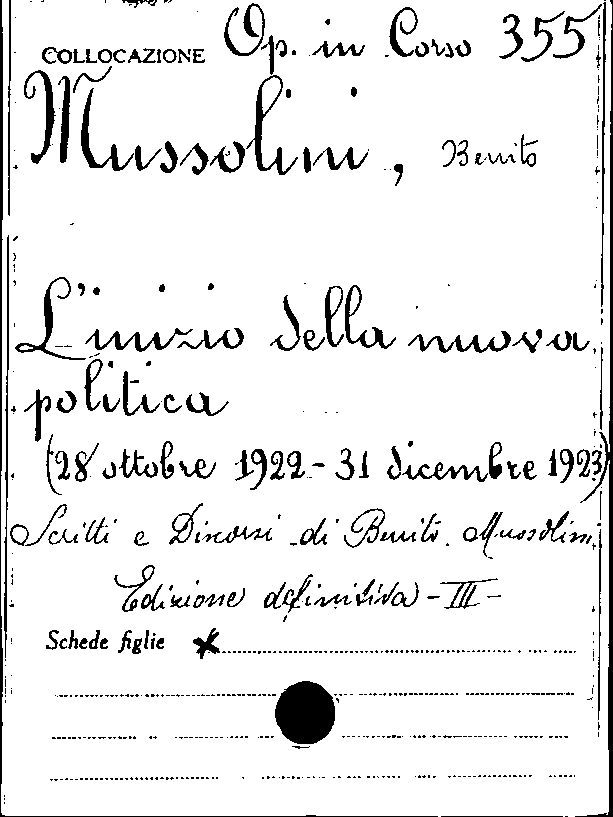 COLLOCAZIONE Op. in Corso 355
Mussolini, Benito
L'inizio della nuova
politica
(28 ottobre 1922 - 31 dicembre 1923)
Scritti e Discorsi di Benito Mussolini
Edizione definitiva - III -
Schede figlie